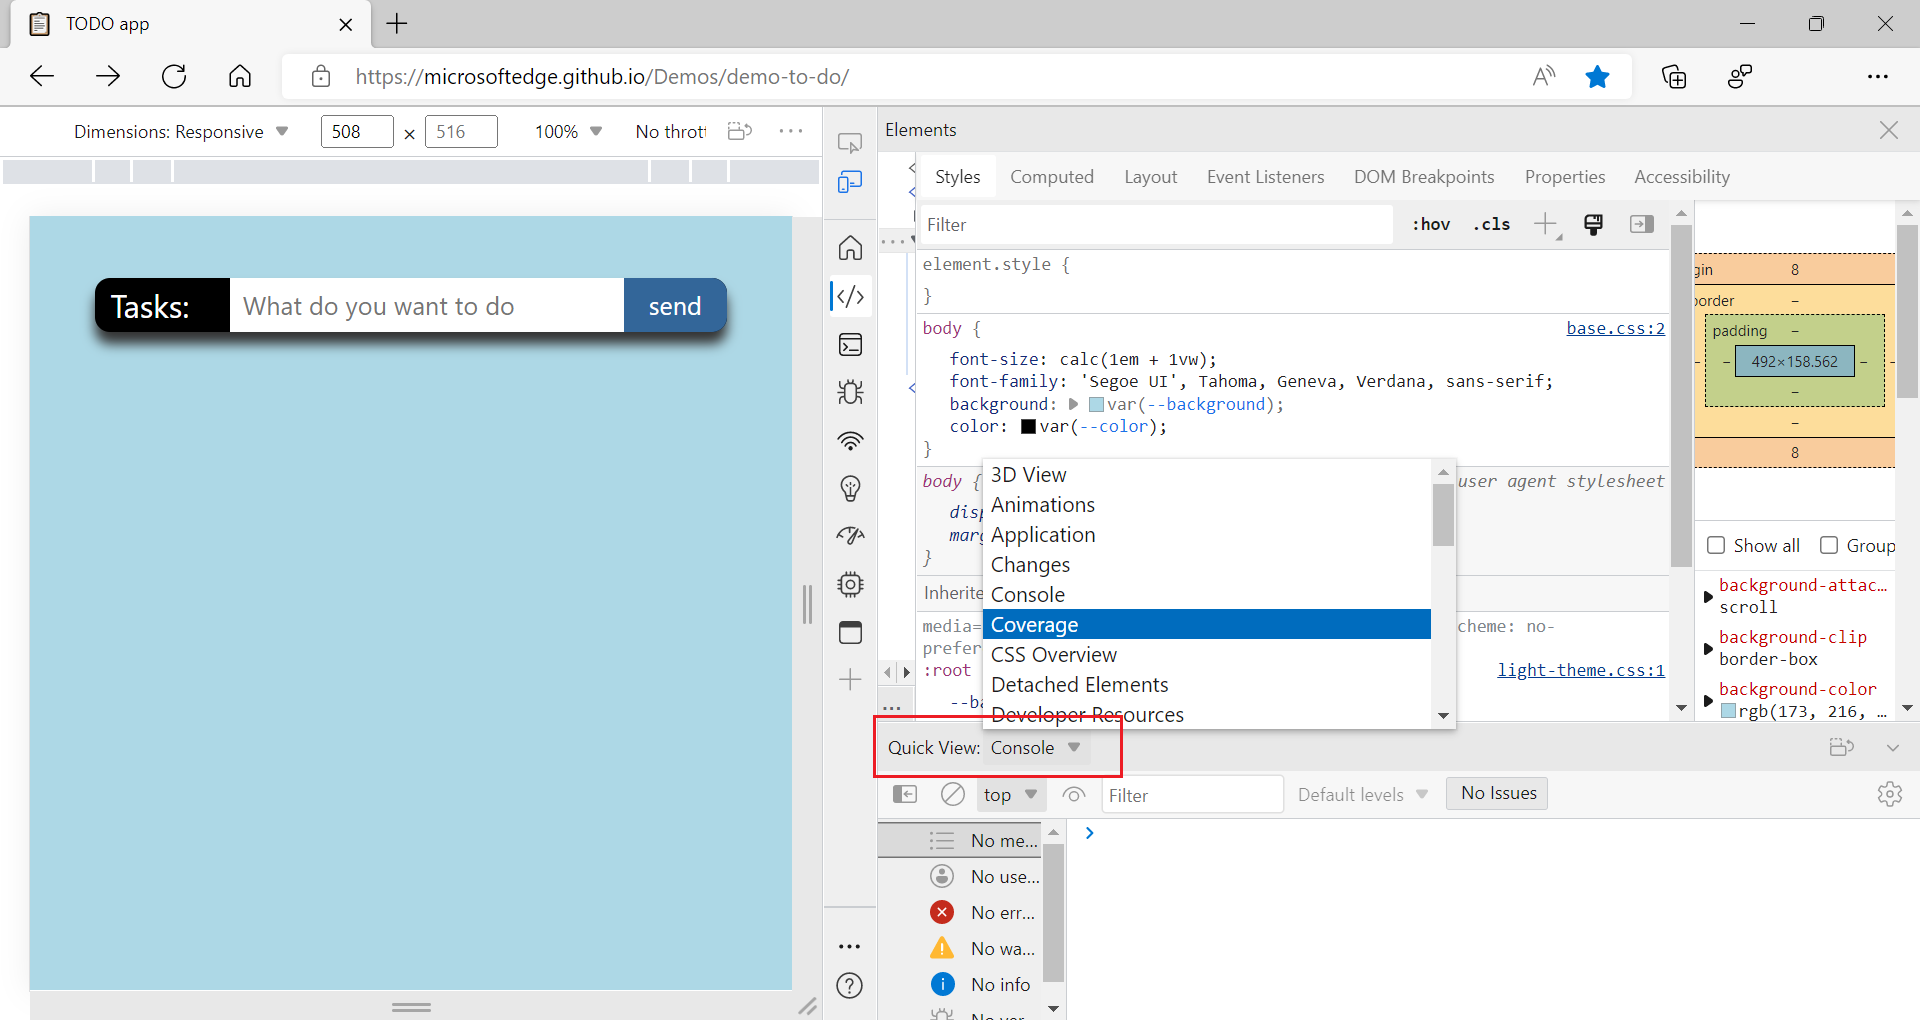 TODO app
https://microsoftedge.github.io/Demos/demo-to-do/
Dimensions: Responsive
508 × 516
100%
No thrott
Tasks:
What do you want to do
send
Elements
Styles Computed Layout Event Listeners DOM Breakpoints Properties Accessibility
Filter
:hov .cls
element.style {
}
body {
base.css:2
font-size: calc(1em + 1vw);
font-family: 'Segoe UI', Tahoma, Geneva, Verdana, sans-serif;
background: var(--background);
color: var(--color);
}
body {
user agent stylesheet
disp
marg
}
Inherite
media=
cheme: no-
prefer
:root
light-theme.css:1
--ba
3D View
Animations
Application
Changes
Console
Coverage
CSS Overview
Detached Elements
Developer Resources
gin 8
border –
padding –
– 492×158.562 –
–
–
8
Show all Group
background-attac…
scroll
background-clip
border-box
background-color
rgb(173, 216, …
Quick View: Console
top
Filter
Default levels
No Issues
No me...
No use...
No err...
No wa...
No info
No ver